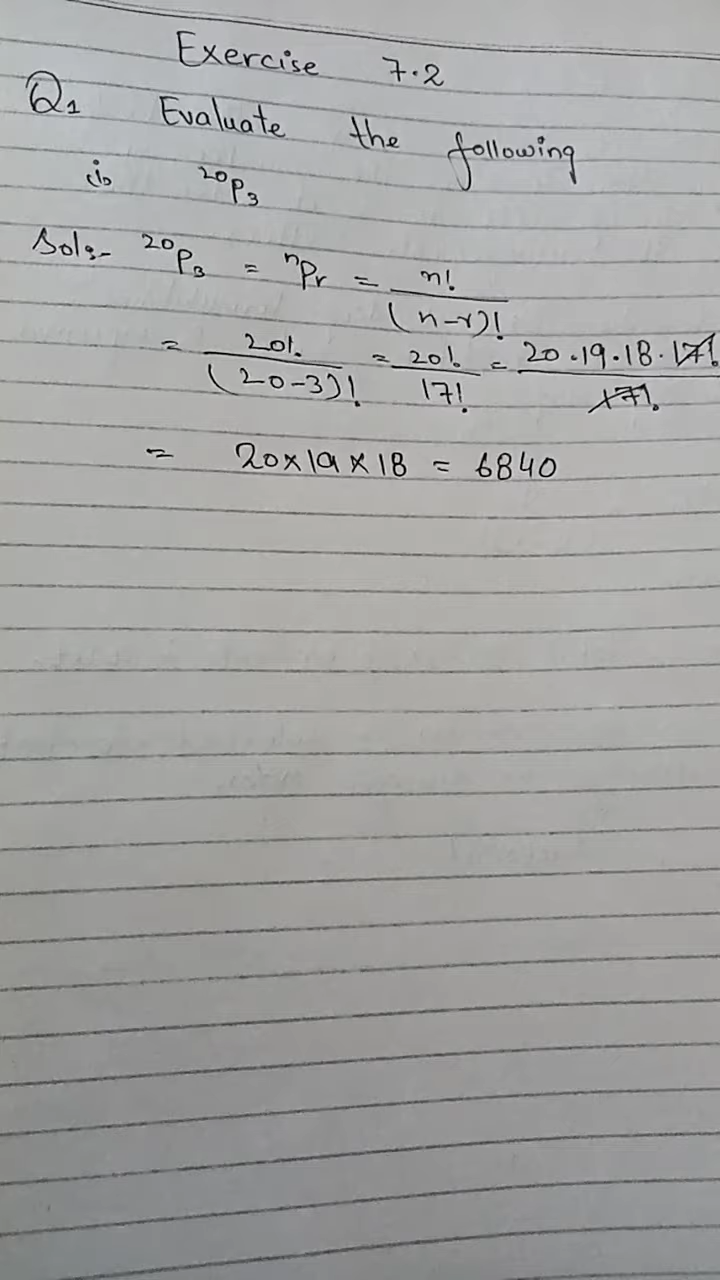 Exercise 7.2
Q1 Evaluate the following
i) ²⁰P₃
Sol:- ²⁰P₃ = ⁿPr = n! / (n-r)!
= 20! / (20-3)! = 20! / 17! = 20.19.18.17! / 17!
= 20×19×18 = 6840